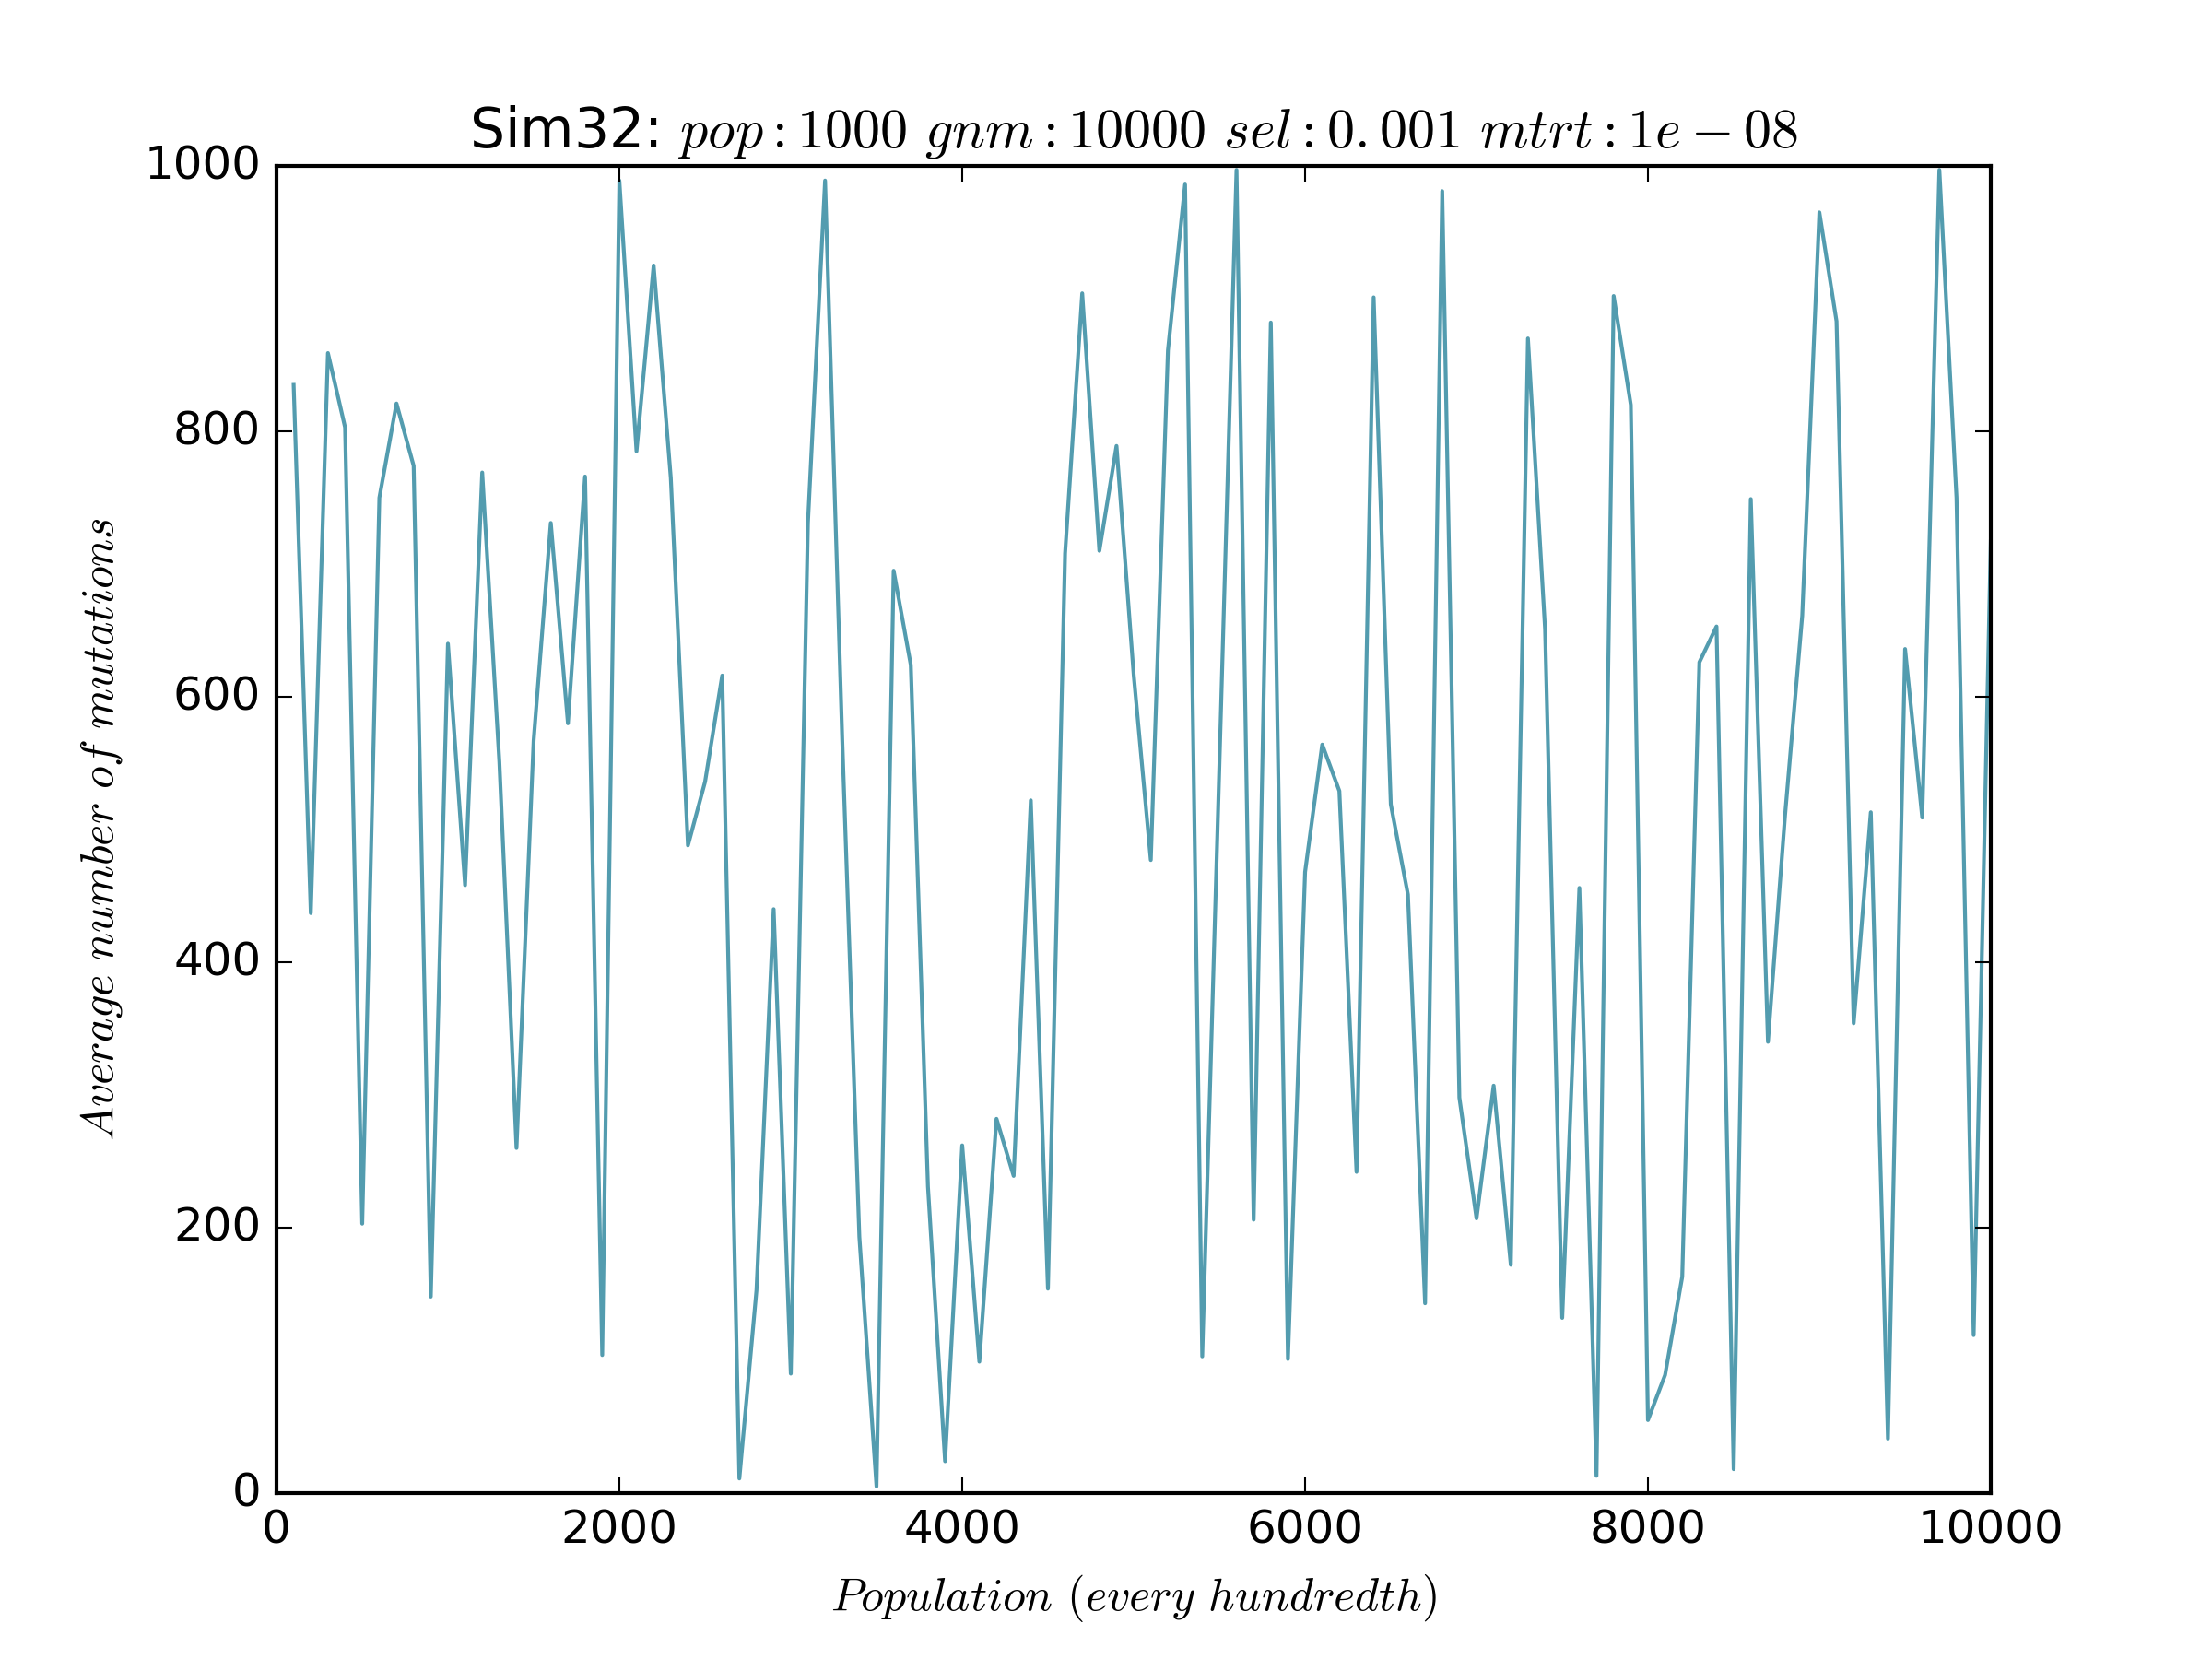 Sim32: pop : 1000 gnm : 10000 sel : 0.001 mtrt : 1e − 08
1000
800
600
400
200
0
Average number of mutations
0 2000 4000 6000 8000 10000
Population (every hundredth)